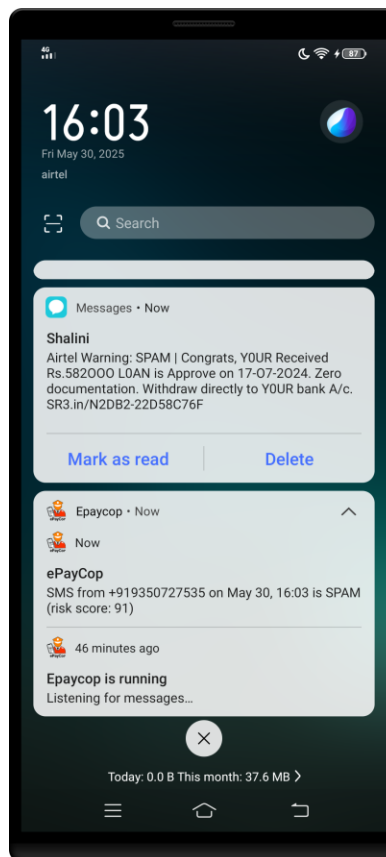 4G
87
16:03
Fri May 30, 2025
airtel
Search
Messages • Now
Shalini
Airtel Warning: SPAM | Congrats, Y0UR Received
Rs.582OOO L0AN is Approve on 17-07-2024. Zero
documentation. Withdraw directly to Y0UR bank A/c.
SR3.in/N2DB2-22D58C76F
Mark as read
Delete
Epaycop • Now
Now
ePayCop
SMS from +919350727535 on May 30, 16:03 is SPAM
(risk score: 91)
46 minutes ago
Epaycop is running
Listening for messages…
Today: 0.0 B This month: 37.6 MB